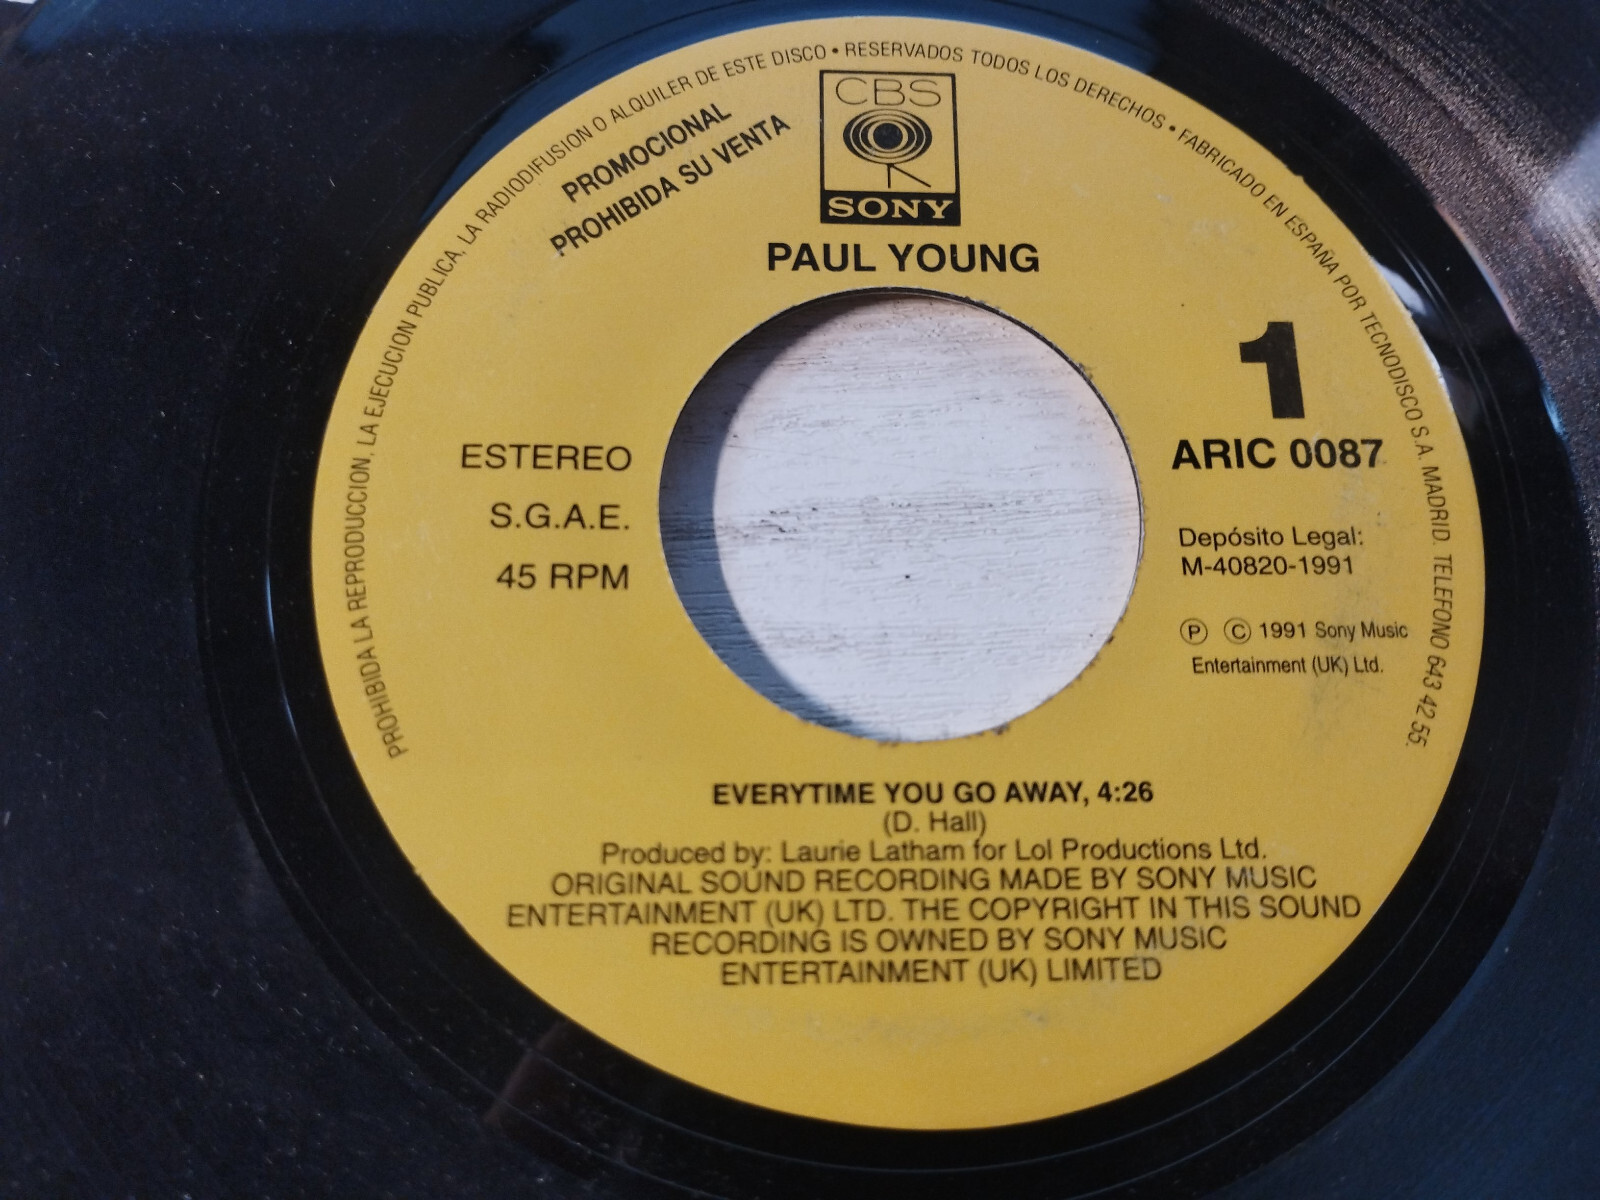 PROHIBIDA LA REPRODUCCION, LA EJECUCION PUBLICA, LA RADIODIFUSION O ALQUILER DE ESTE DISCO • RESERVADOS TODOS LOS DERECHOS • FABRICADO EN ESPAÑA POR TECNODISCO S.A. MADRID. TELEFONO 643 42 55.
PROMOCIONAL
PROHIBIDA SU VENTA
CBS
SONY
PAUL YOUNG
1
ARIC 0087
ESTEREO
S.G.A.E.
45 RPM
Depósito Legal:
M-40820-1991
Ⓟ Ⓒ 1991 Sony Music
Entertainment (UK) Ltd.
EVERYTIME YOU GO AWAY, 4:26
(D. Hall)
Produced by: Laurie Latham for Lol Productions Ltd.
ORIGINAL SOUND RECORDING MADE BY SONY MUSIC
ENTERTAINMENT (UK) LTD. THE COPYRIGHT IN THIS SOUND
RECORDING IS OWNED BY SONY MUSIC
ENTERTAINMENT (UK) LIMITED